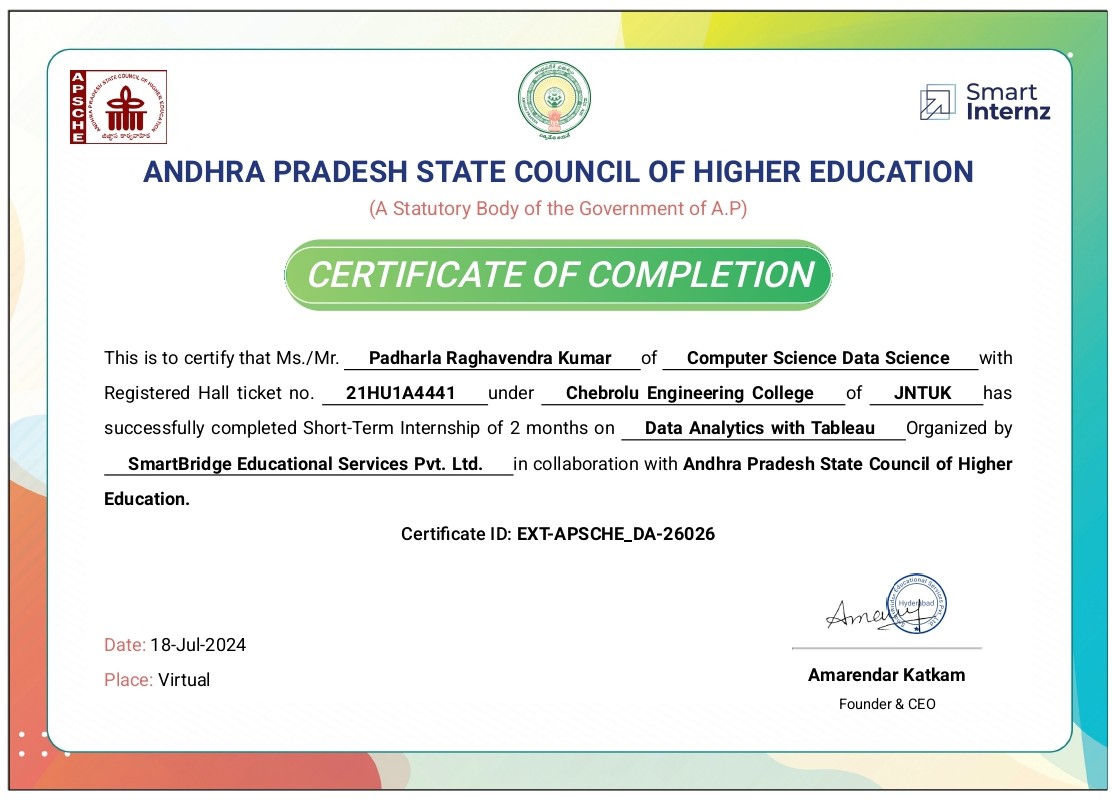 APSCHE
ANDHRA PRADESH STATE COUNCIL OF HIGHER EDUCATION
Smart
Internz
ANDHRA PRADESH STATE COUNCIL OF HIGHER EDUCATION
(A Statutory Body of the Government of A.P)
CERTIFICATE OF COMPLETION
This is to certify that Ms./Mr. Padharla Raghavendra Kumar of Computer Science Data Science with
Registered Hall ticket no. 21HU1A4441 under Chebrolu Engineering College of JNTUK has
successfully completed Short-Term Internship of 2 months on Data Analytics with Tableau Organized by
SmartBridge Educational Services Pvt. Ltd. in collaboration with Andhra Pradesh State Council of Higher
Education.
Certificate ID: EXT-APSCHE_DA-26026
Educational Services Pvt. Ltd
Hyderabad
Date: 18-Jul-2024
Place: Virtual
Amarendar Katkam
Founder & CEO